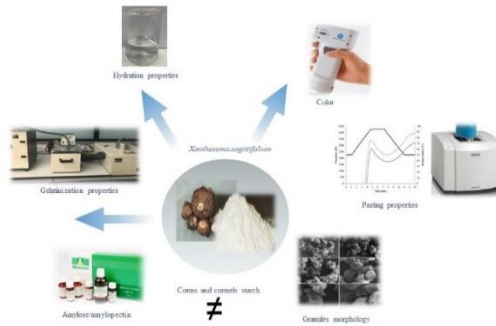 Hydration properties
Color
Xanthosoma sagittifolium
Gelatinization properties
Pasting properties
Corms and cormels starch
≠
Amylose/amylopectin
Granules morphology